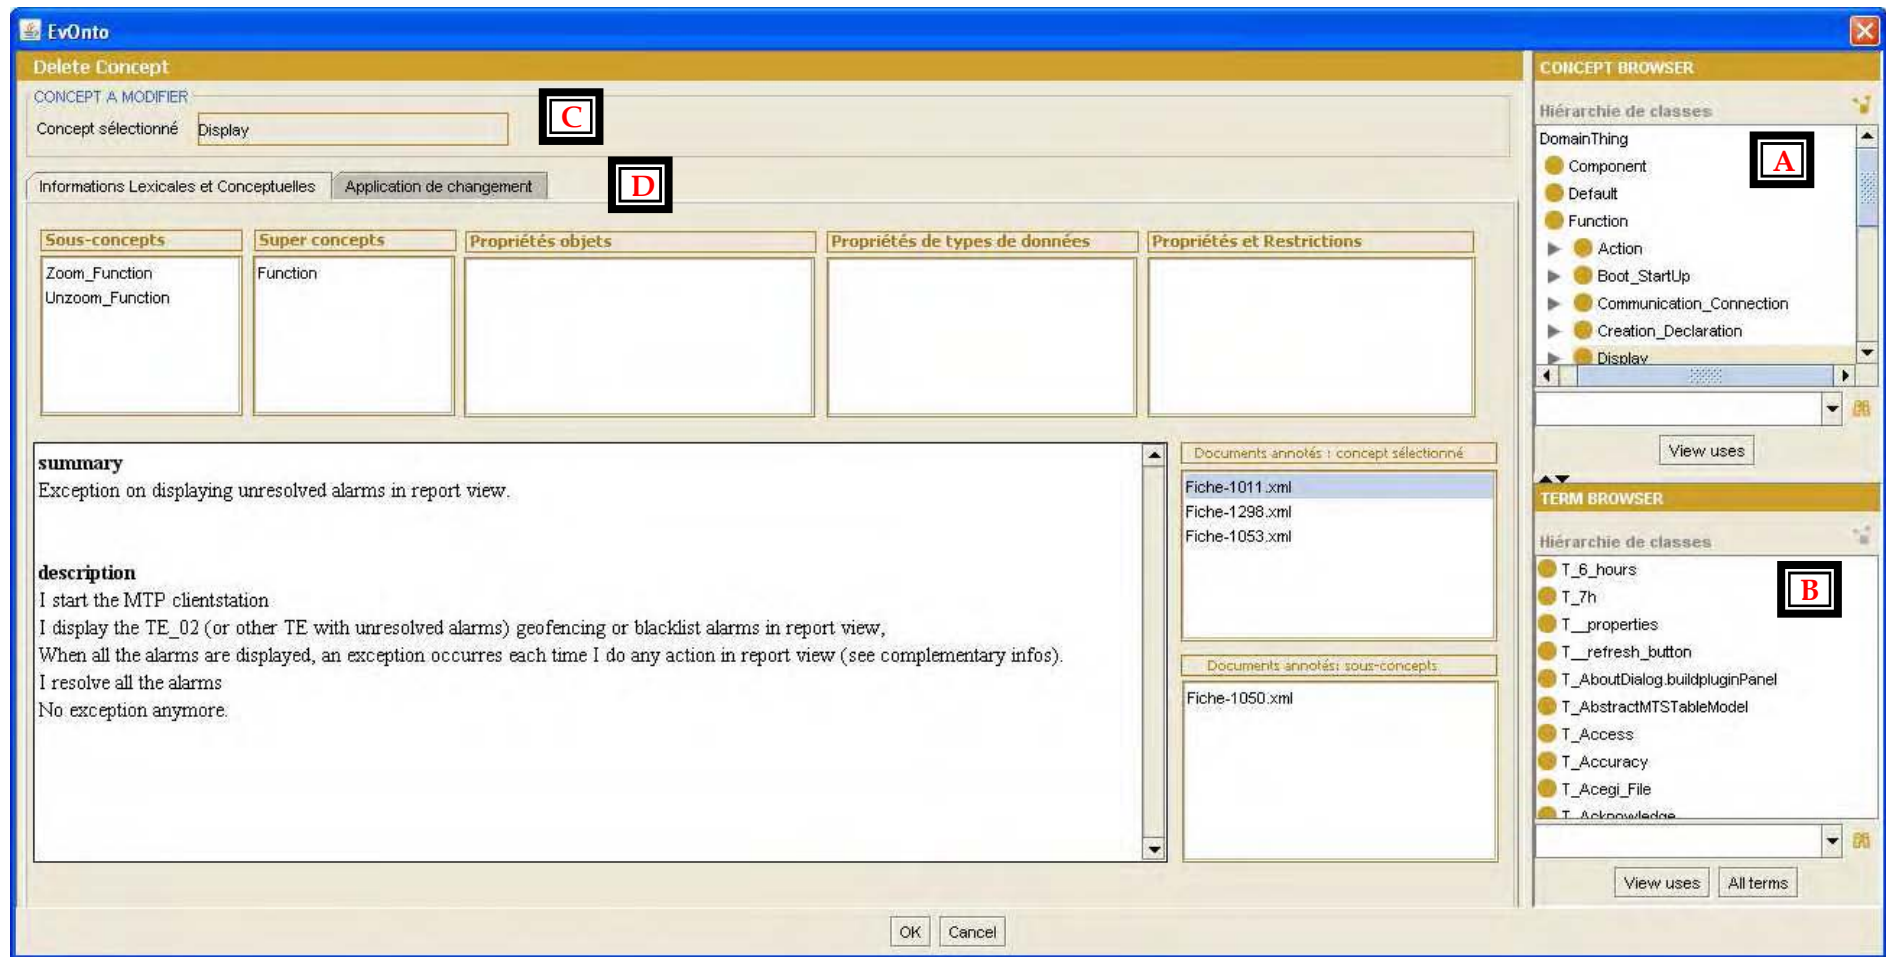 EvOnto
Delete Concept
CONCEPT A MODIFIER
Concept sélectionné Display
C
Informations Lexicales et Conceptuelles Application de changement
D
Sous-concepts Super concepts Propriétés objets Propriétés de types de données Propriétés et Restrictions
Zoom_Function Function
Unzoom_Function
summary
Exception on displaying unresolved alarms in report view.
description
I start the MTP clientstation
I display the TE_02 (or other TE with unresolved alarms) geofencing or blacklist alarms in report view,
When all the alarms are displayed, an exception occurres each time I do any action in report view (see complementary infos).
I resolve all the alarms
No exception anymore.
Documents annotés : concept sélectionné
Fiche-1011.xml
Fiche-1298.xml
Fiche-1053.xml
Documents annotés: sous-concepts
Fiche-1050.xml
CONCEPT BROWSER
Hiérarchie de classes
A
DomainThing
Component
Default
Function
Action
Boot_StartUp
Communication_Connection
Creation_Declaration
Display
View uses
TERM BROWSER
Hiérarchie de classes
B
T_6_hours
T_7h
T__properties
T__refresh_button
T_AboutDialog.buildpluginPanel
T_AbstractMTSTableModel
T_Access
T_Accuracy
T_Acegi_File
T_Acknowledge
View uses All terms
OK Cancel